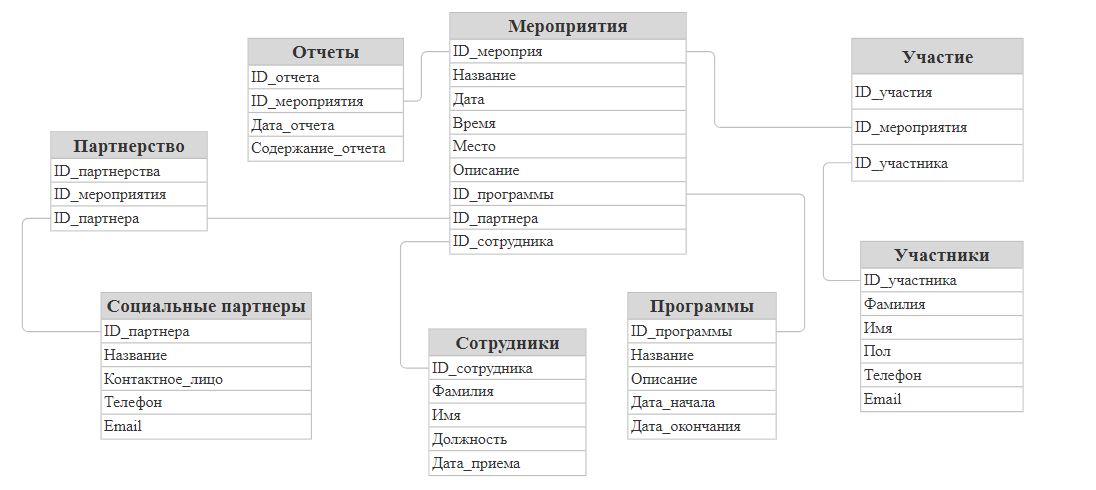 Отчеты
ID_отчета
ID_мероприятия
Дата_отчета
Содержание_отчета
Мероприятия
ID_мероприя
Название
Дата
Время
Место
Описание
ID_программы
ID_партнера
ID_сотрудника
Участие
ID_участия
ID_мероприятия
ID_участника
Партнерство
ID_партнерства
ID_мероприятия
ID_партнера
Социальные партнеры
ID_партнера
Название
Контактное_лицо
Телефон
Email
Сотрудники
ID_сотрудника
Фамилия
Имя
Должность
Дата_приема
Программы
ID_программы
Название
Описание
Дата_начала
Дата_окончания
Участники
ID_участника
Фамилия
Имя
Пол
Телефон
Email